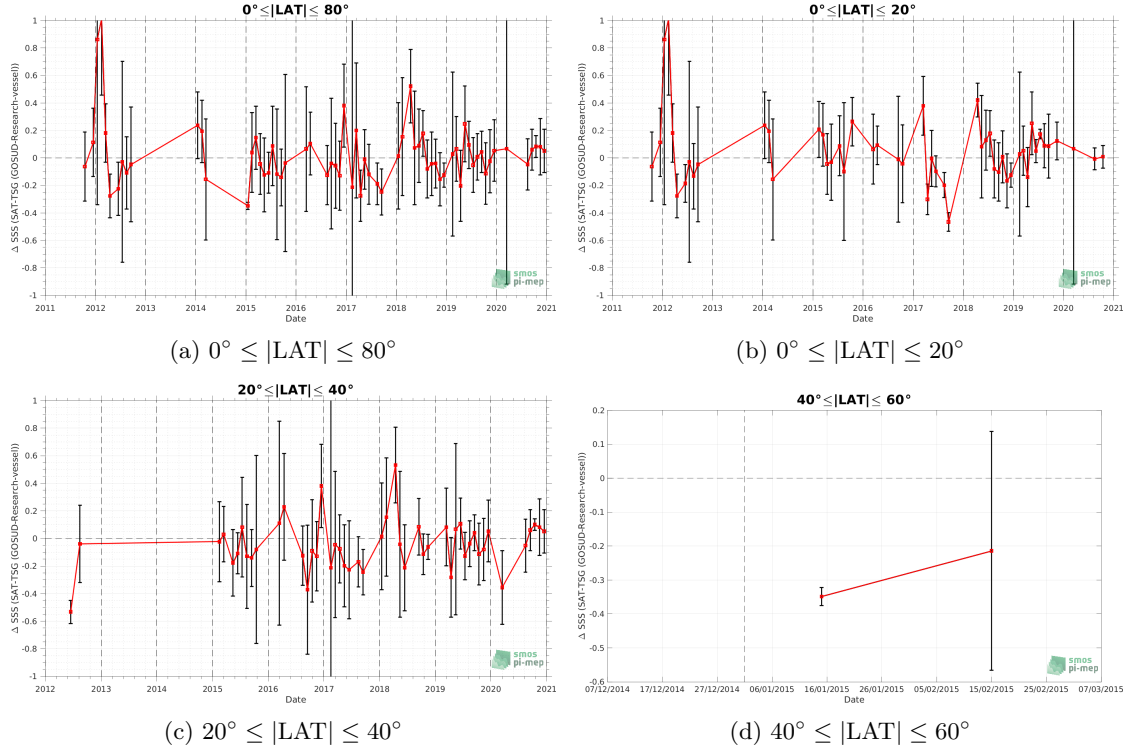 0°≤|LAT|≤ 80°
Δ SSS (SAT-TSG (GOSUD-Research-vessel))
1
0.8
0.6
0.4
0.2
0
-0.2
-0.4
-0.6
-0.8
-1
2011 2012 2013 2014 2015 2016 2017 2018 2019 2020 2021
Date
smos
pi-mep
(a) 0° ≤ |LAT| ≤ 80°
0°≤|LAT|≤ 20°
Δ SSS (SAT-TSG (GOSUD-Research-vessel))
1
0.8
0.6
0.4
0.2
0
-0.2
-0.4
-0.6
-0.8
-1
2011 2012 2013 2014 2015 2016 2017 2018 2019 2020 2021
Date
smos
pi-mep
(b) 0° ≤ |LAT| ≤ 20°
20°≤|LAT|≤ 40°
Δ SSS (SAT-TSG (GOSUD-Research-vessel))
1
0.8
0.6
0.4
0.2
0
-0.2
-0.4
-0.6
-0.8
-1
2012 2013 2014 2015 2016 2017 2018 2019 2020 2021
Date
smos
pi-mep
(c) 20° ≤ |LAT| ≤ 40°
40°≤|LAT|≤ 60°
Δ SSS (SAT-TSG (GOSUD-Research-vessel))
0.2
0.1
0
-0.1
-0.2
-0.3
-0.4
-0.5
-0.6
07/12/2014 17/12/2014 27/12/2014 06/01/2015 16/01/2015 26/01/2015 05/02/2015 15/02/2015 25/02/2015 07/03/2015
Date
smos
pi-mep
(d) 40° ≤ |LAT| ≤ 60°